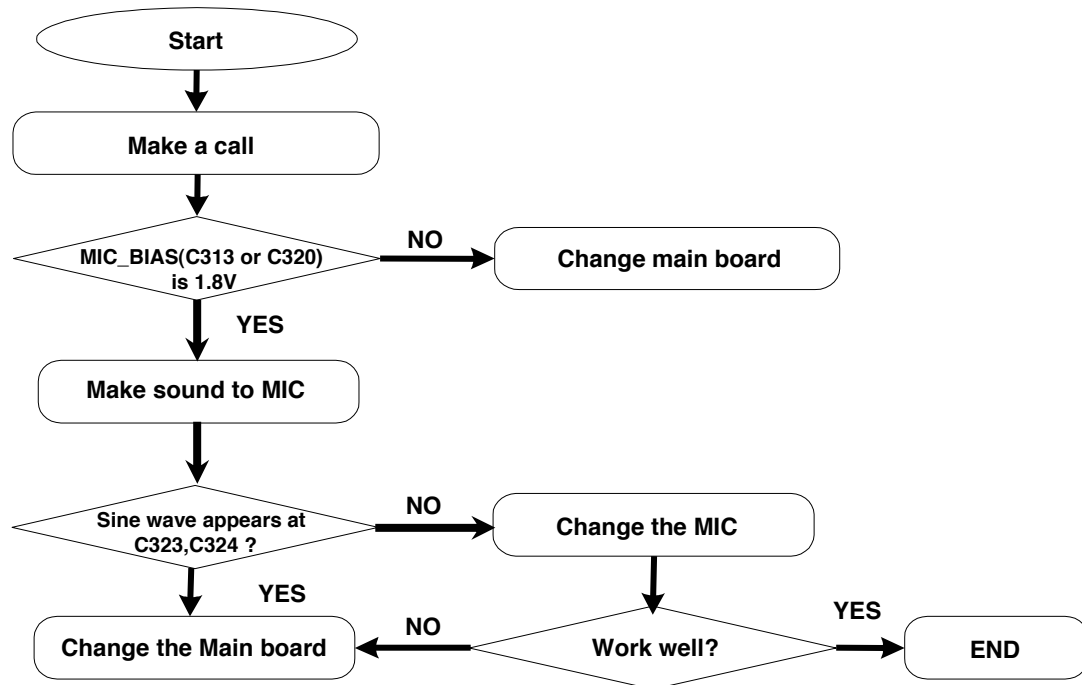 Start
Make a call
MIC_BIAS(C313 or C320)
is 1.8V
NO
Change main board
YES
Make sound to MIC
Sine wave appears at
C323,C324 ?
NO
Change the MIC
YES
Change the Main board
NO
Work well?
YES
END